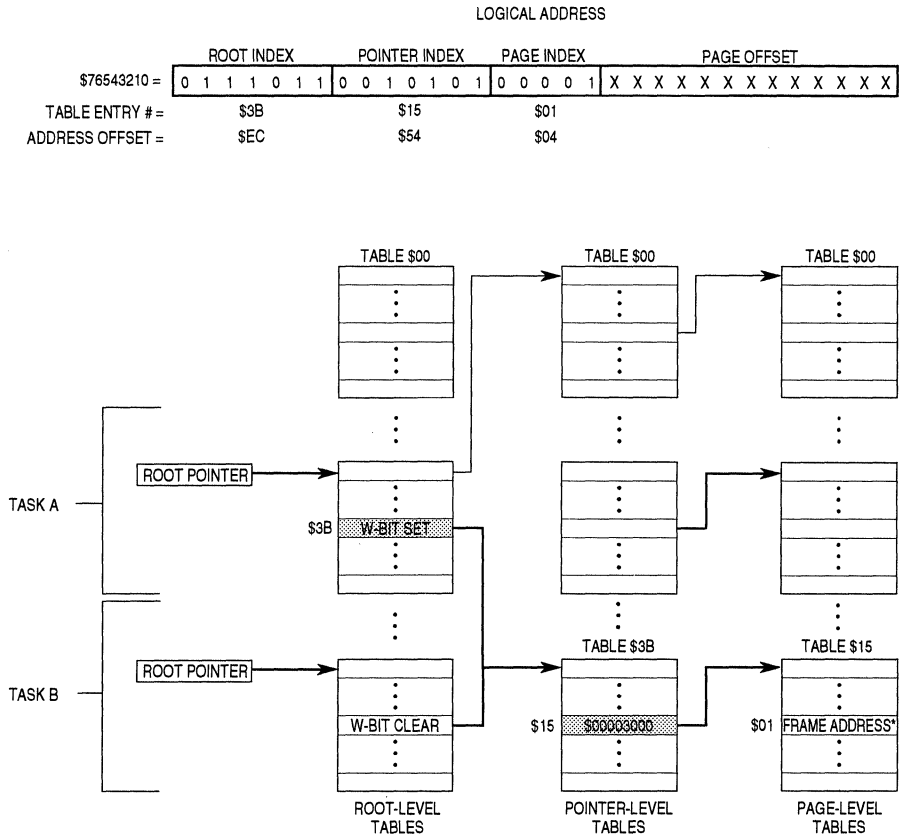 LOGICAL ADDRESS
ROOT INDEX POINTER INDEX PAGE INDEX PAGE OFFSET
$76543210 = 0 1 1 1 0 1 1 0 0 1 0 1 0 1 0 0 0 0 1 X X X X X X X X X X X X X
TABLE ENTRY # = $3B $15 $01
ADDRESS OFFSET = $EC $54 $04
TABLE $00 TABLE $00 TABLE $00
ROOT POINTER
TASK A
$3B W-BIT SET
TABLE $3B TABLE $15
ROOT POINTER
TASK B
W-BIT CLEAR $15 $00003000 $01 FRAME ADDRESS*
ROOT-LEVEL POINTER-LEVEL PAGE-LEVEL
TABLES TABLES TABLES